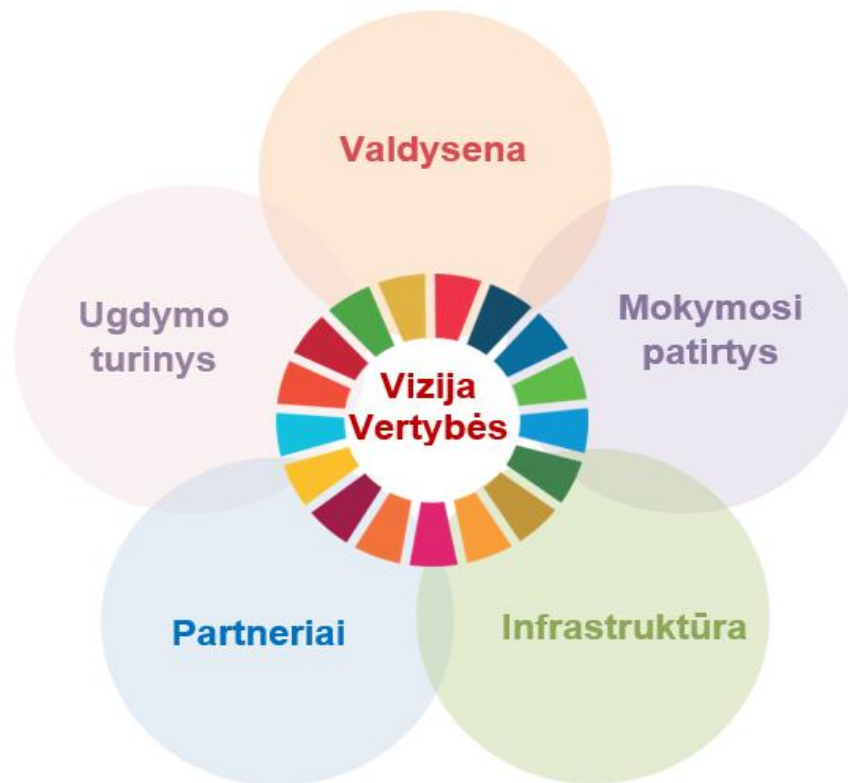 Valdysena
Ugdymo
turinys
Mokymosi
patirtys
Vizija
Vertybės
Partneriai
Infrastruktūra